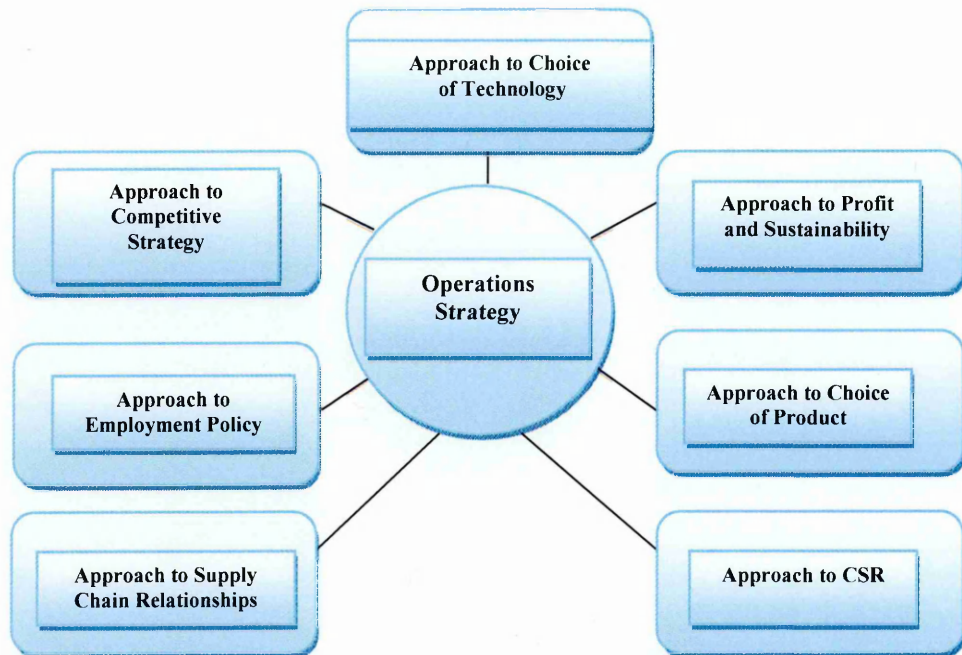 Approach to Choice
of Technology
Approach to
Competitive
Strategy
Approach to Profit
and Sustainability
Operations
Strategy
Approach to
Employment Policy
Approach to Choice
of Product
Approach to Supply
Chain Relationships
Approach to CSR